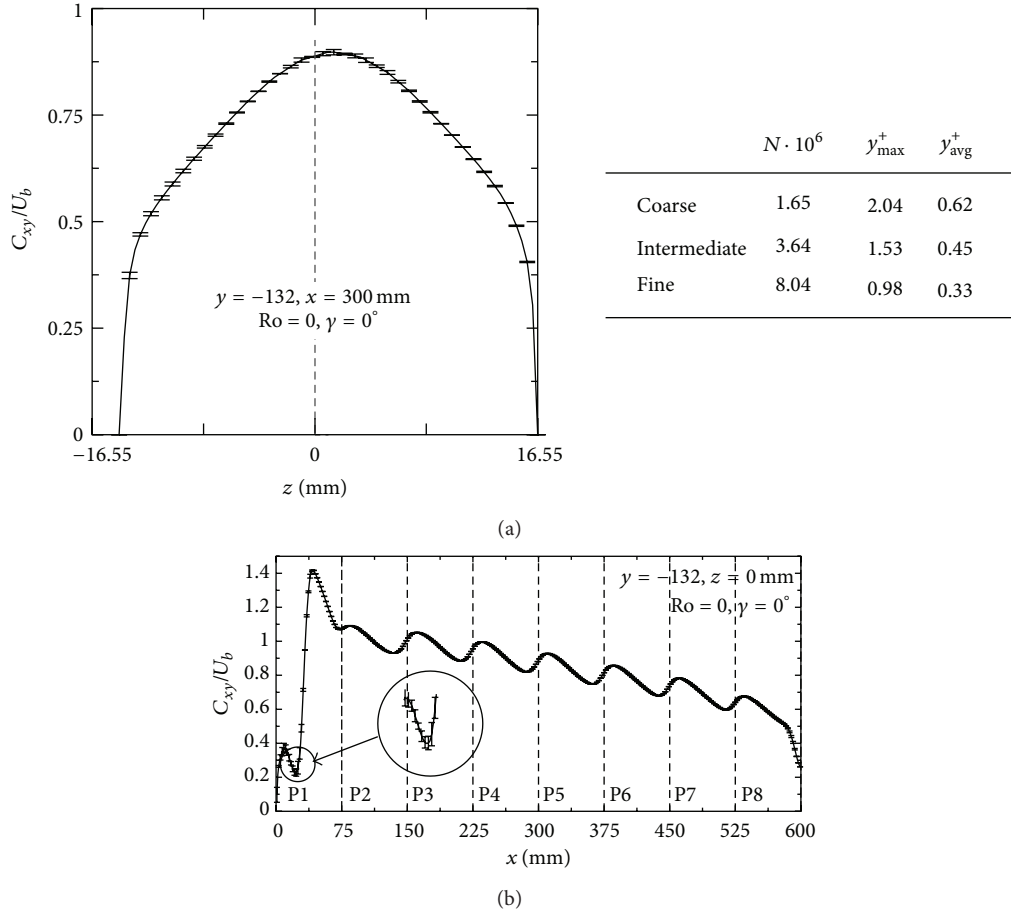 1
0.75
0.5
0.25
0
C_{xy}/U_b
y = −132, x = 300 mm
Ro = 0, γ = 0°
−16.55 0 16.55
z (mm)
N · 10^6 y^+_{max} y^+_{avg}
Coarse 1.65 2.04 0.62
Intermediate 3.64 1.53 0.45
Fine 8.04 0.98 0.33
(a)
1.4
1.2
1
0.8
0.6
0.4
0.2
0
C_{xy}/U_b
y = −132, z = 0 mm
Ro = 0, γ = 0°
P1 P2 P3 P4 P5 P6 P7 P8
0 75 150 225 300 375 450 525 600
x (mm)
(b)